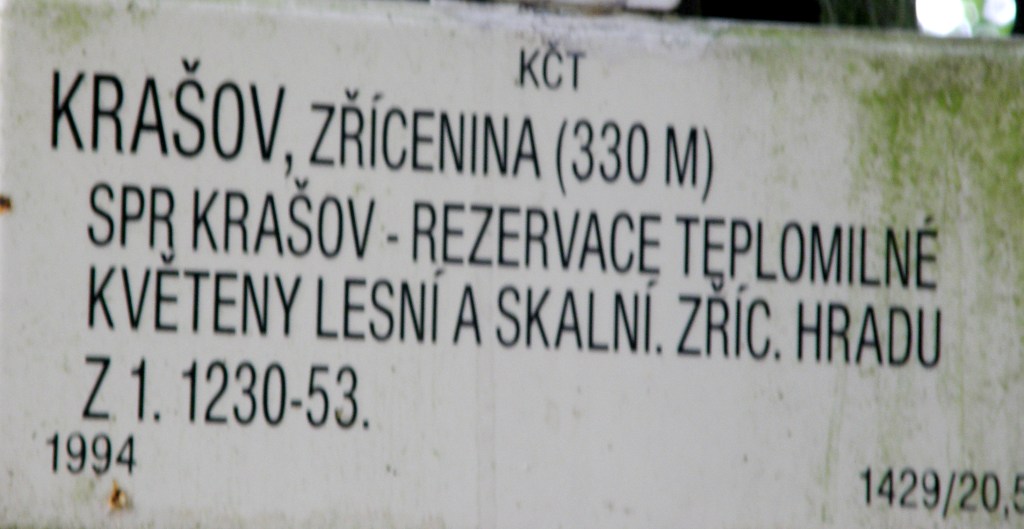 KČT
KRAŠOV, ZŘÍCENINA (330 M)
SPR KRAŠOV - REZERVACE TEPLOMILNÉ
KVĚTENY LESNÍ A SKALNÍ. ZŘÍC. HRADU
Z 1. 1230-53.
1994
1429/20,5